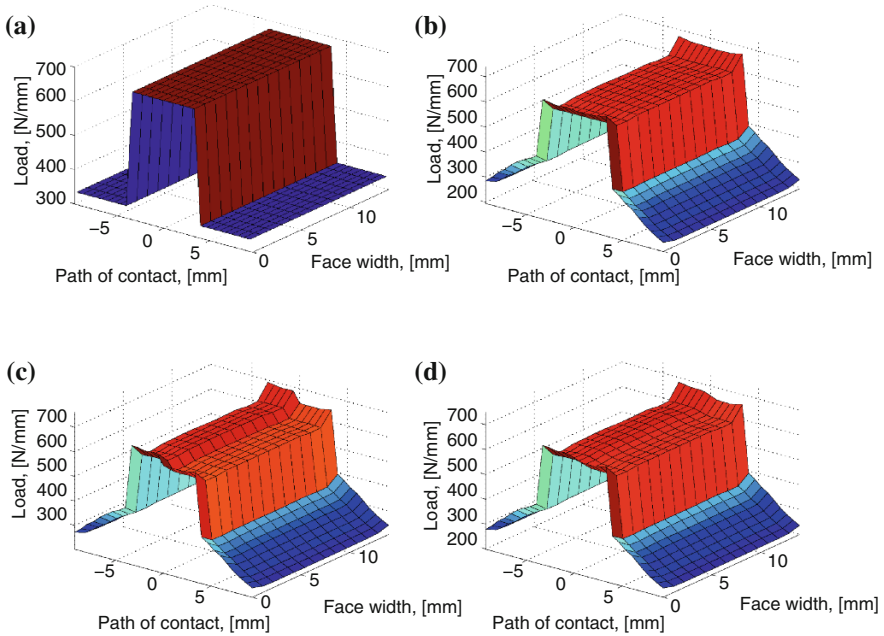 (a)
700
600
500
400
300
Load, [N/mm]
−5
0
5
Path of contact, [mm]
0
5
10
Face width, [mm]
(b)
700
600
500
400
300
200
Load, [N/mm]
−5
0
5
Path of contact, [mm]
0
5
10
Face width, [mm]
(c)
700
600
500
400
300
Load, [N/mm]
−5
0
5
Path of contact, [mm]
0
5
10
Face width, [mm]
(d)
700
600
500
400
300
200
Load, [N/mm]
−5
0
5
Path of contact, [mm]
0
5
10
Face width, [mm]